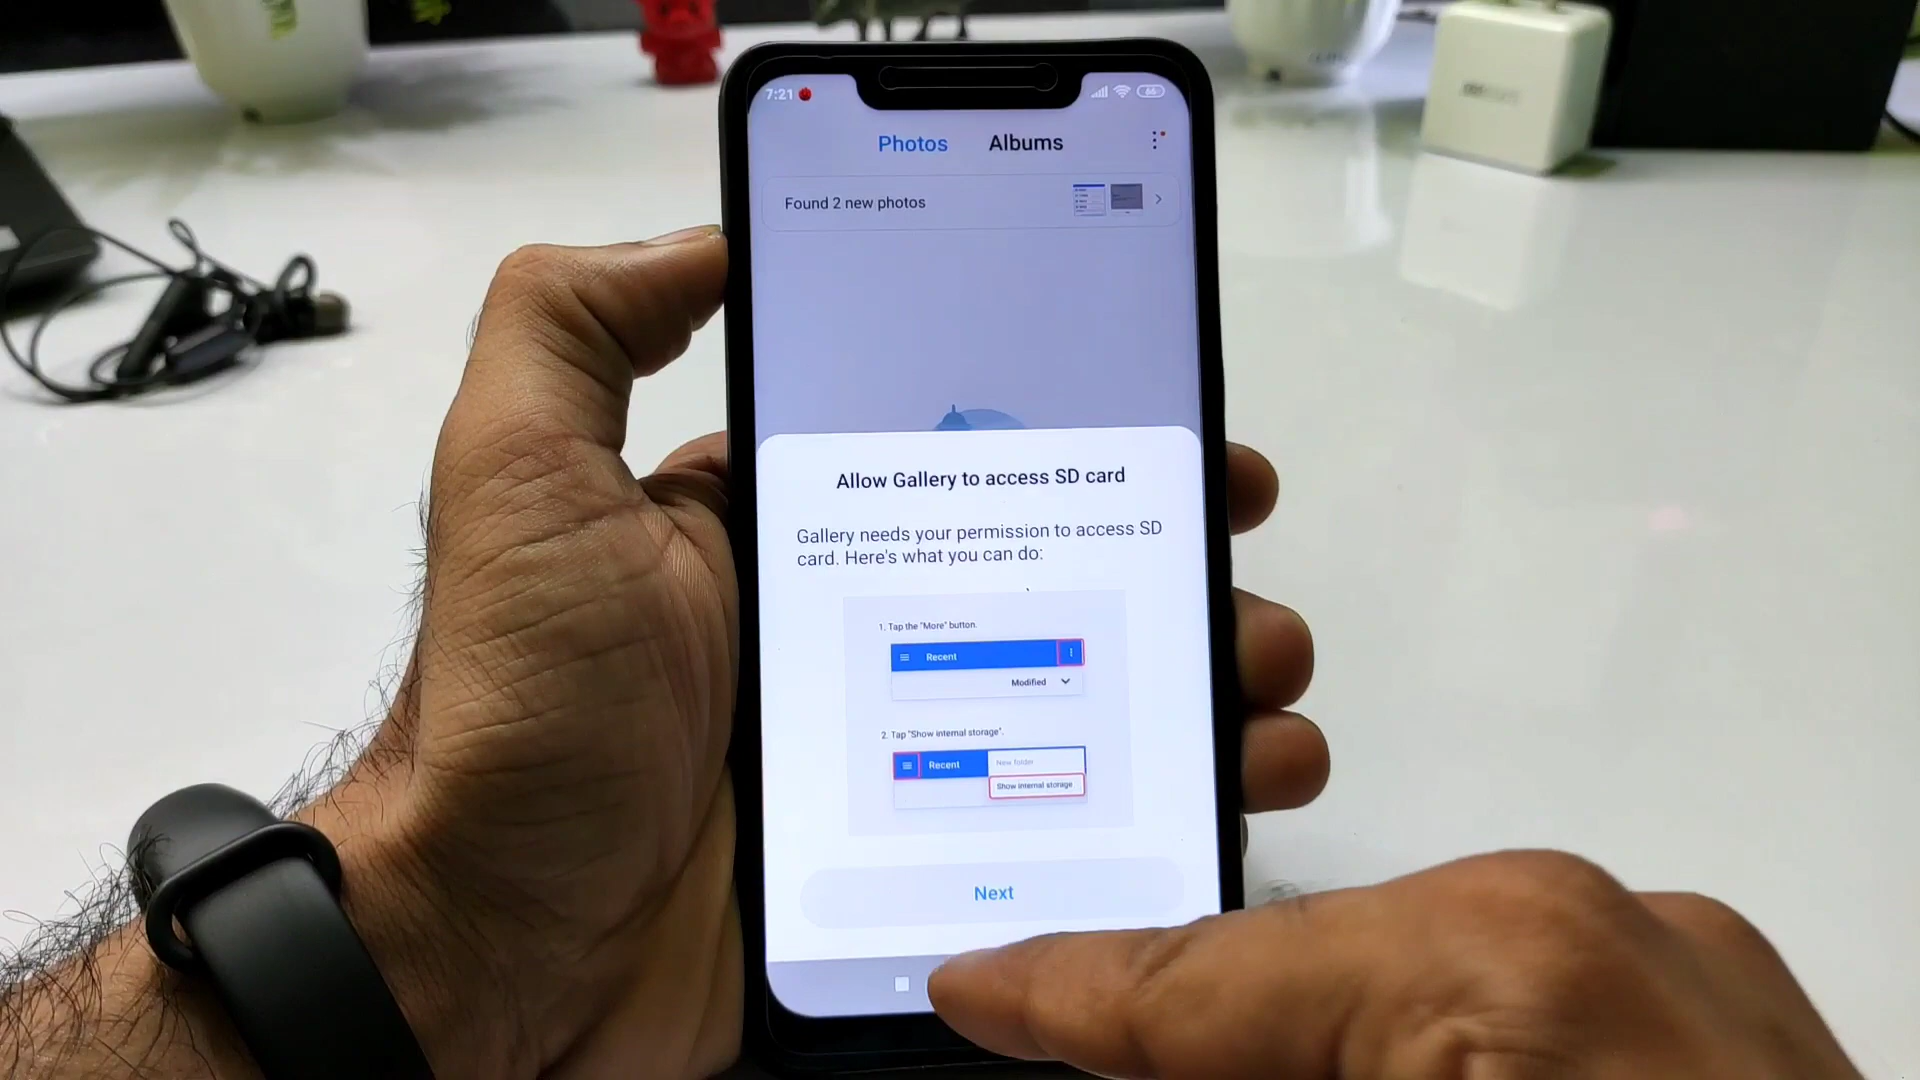 7:21
66
Photos
Albums
Found 2 new photos
Allow Gallery to access SD card
Gallery needs your permission to access SD
card. Here's what you can do:
1. Tap the "More" button.
Recent
Modified
2. Tap "Show internal storage".
Recent
New folder
Show internal storage
Next